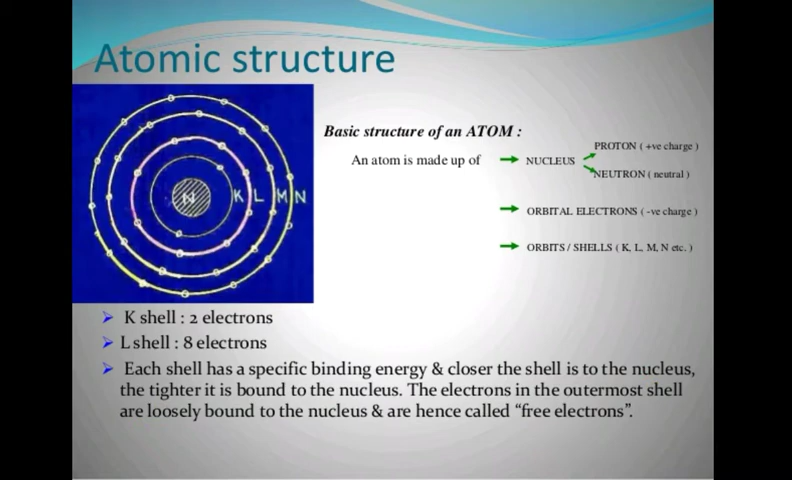 Atomic structure
N K L M N
Basic structure of an ATOM :
An atom is made up of NUCLEUS
PROTON ( +ve charge )
NEUTRON ( neutral )
ORBITAL ELECTRONS ( -ve charge )
ORBITS / SHELLS ( K, L, M, N etc. )
K shell : 2 electrons
L shell : 8 electrons
Each shell has a specific binding energy & closer the shell is to the nucleus,
the tighter it is bound to the nucleus. The electrons in the outermost shell
are loosely bound to the nucleus & are hence called “free electrons”.